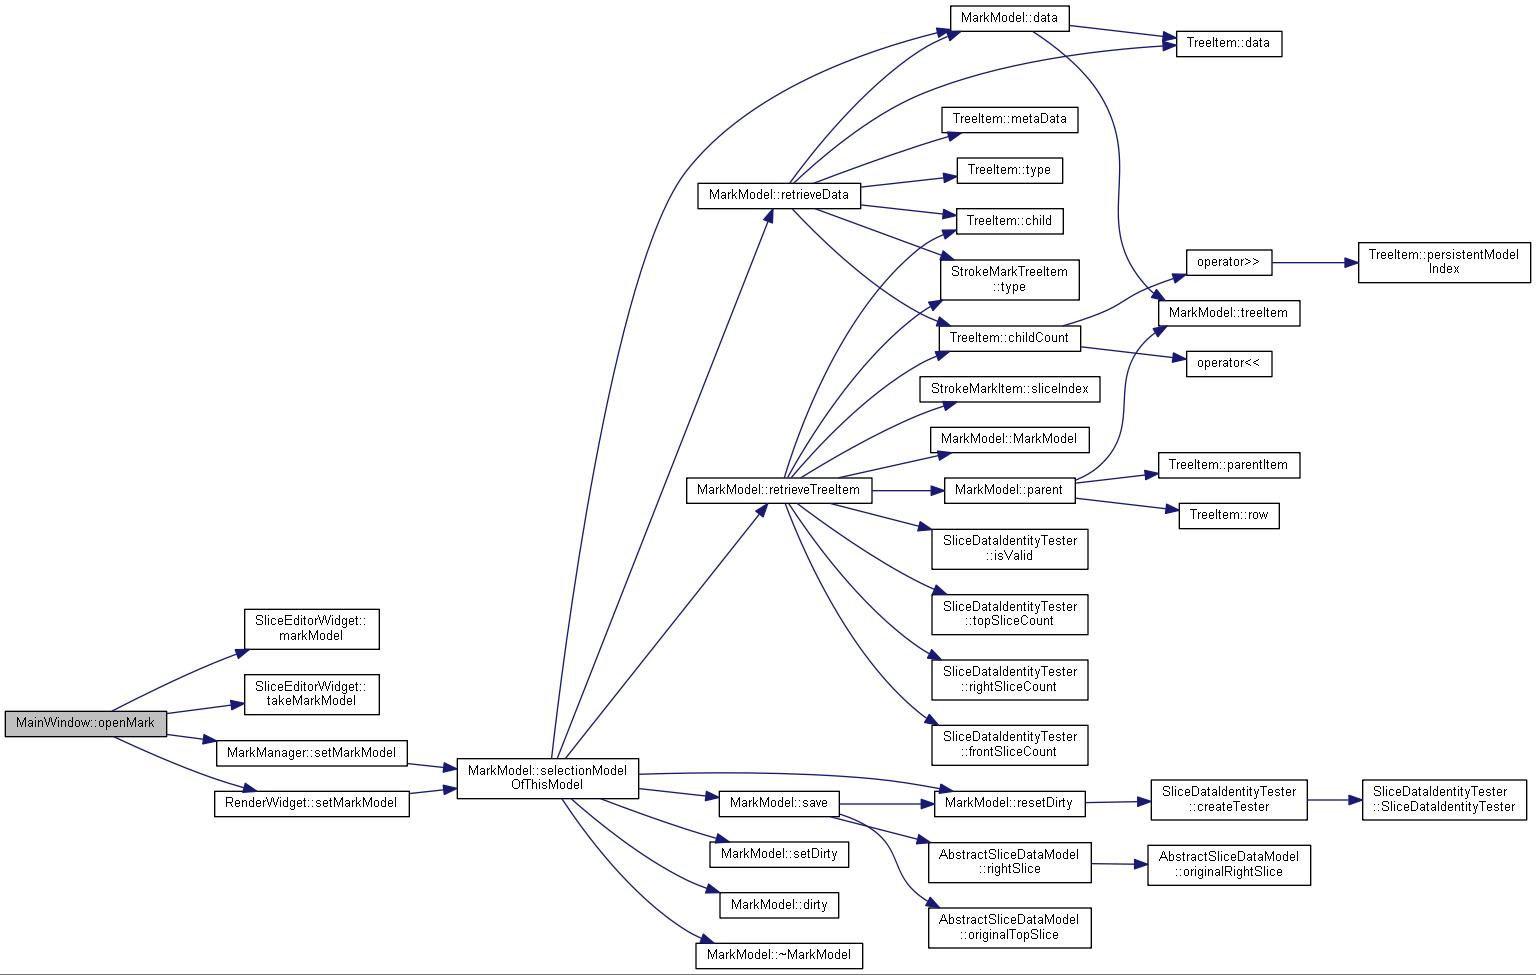 MarkModel::data
TreeItem::data
TreeItem::metaData
TreeItem::type
MarkModel::retrieveData
TreeItem::child
StrokeMarkTreeItem
::type
operator>>
TreeItem::persistentModel
Index
MarkModel::treeItem
TreeItem::childCount
operator<<
StrokeMarkItem::sliceIndex
MarkModel::MarkModel
TreeItem::parentItem
MarkModel::retrieveTreeItem
MarkModel::parent
TreeItem::row
SliceDataIdentityTester
::isValid
SliceDataIdentityTester
::topSliceCount
SliceEditorWidget::
markModel
SliceDataIdentityTester
::rightSliceCount
SliceEditorWidget::
takeMarkModel
MainWindow::openMark
SliceDataIdentityTester
::frontSliceCount
MarkManager::setMarkModel
MarkModel::selectionModel
OfThisModel
RenderWidget::setMarkModel
MarkModel::save
MarkModel::resetDirty
SliceDataIdentityTester
::createTester
SliceDataIdentityTester
::SliceDataIdentityTester
MarkModel::setDirty
AbstractSliceDataModel
::rightSlice
AbstractSliceDataModel
::originalRightSlice
MarkModel::dirty
AbstractSliceDataModel
::originalTopSlice
MarkModel::~MarkModel